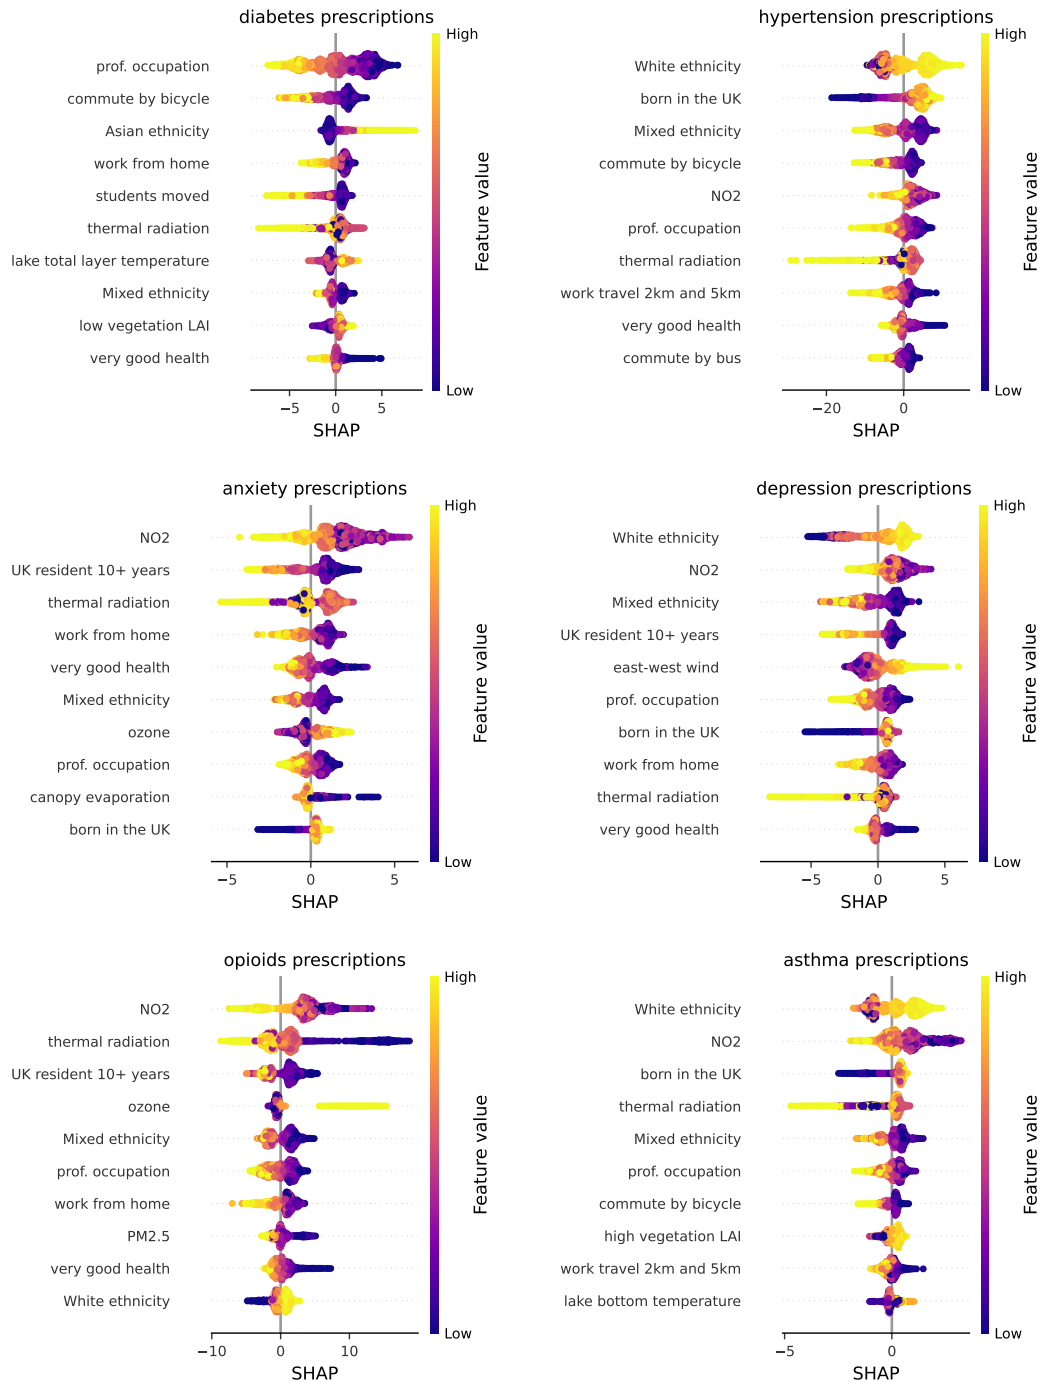 diabetes prescriptions
prof. occupation
commute by bicycle
Asian ethnicity
work from home
students moved
thermal radiation
lake total layer temperature
Mixed ethnicity
low vegetation LAI
very good health
−5 0 5
SHAP
High
Low
Feature value
hypertension prescriptions
White ethnicity
born in the UK
Mixed ethnicity
commute by bicycle
NO2
prof. occupation
thermal radiation
work travel 2km and 5km
very good health
commute by bus
−20 0
SHAP
High
Low
Feature value
anxiety prescriptions
NO2
UK resident 10+ years
thermal radiation
work from home
very good health
Mixed ethnicity
ozone
prof. occupation
canopy evaporation
born in the UK
−5 0 5
SHAP
High
Low
Feature value
depression prescriptions
White ethnicity
NO2
Mixed ethnicity
UK resident 10+ years
east-west wind
prof. occupation
born in the UK
work from home
thermal radiation
very good health
−5 0 5
SHAP
High
Low
Feature value
opioids prescriptions
NO2
thermal radiation
UK resident 10+ years
ozone
Mixed ethnicity
prof. occupation
work from home
PM2.5
very good health
White ethnicity
−10 0 10
SHAP
High
Low
Feature value
asthma prescriptions
White ethnicity
NO2
born in the UK
thermal radiation
Mixed ethnicity
prof. occupation
commute by bicycle
high vegetation LAI
work travel 2km and 5km
lake bottom temperature
−5 0
SHAP
High
Low
Feature value